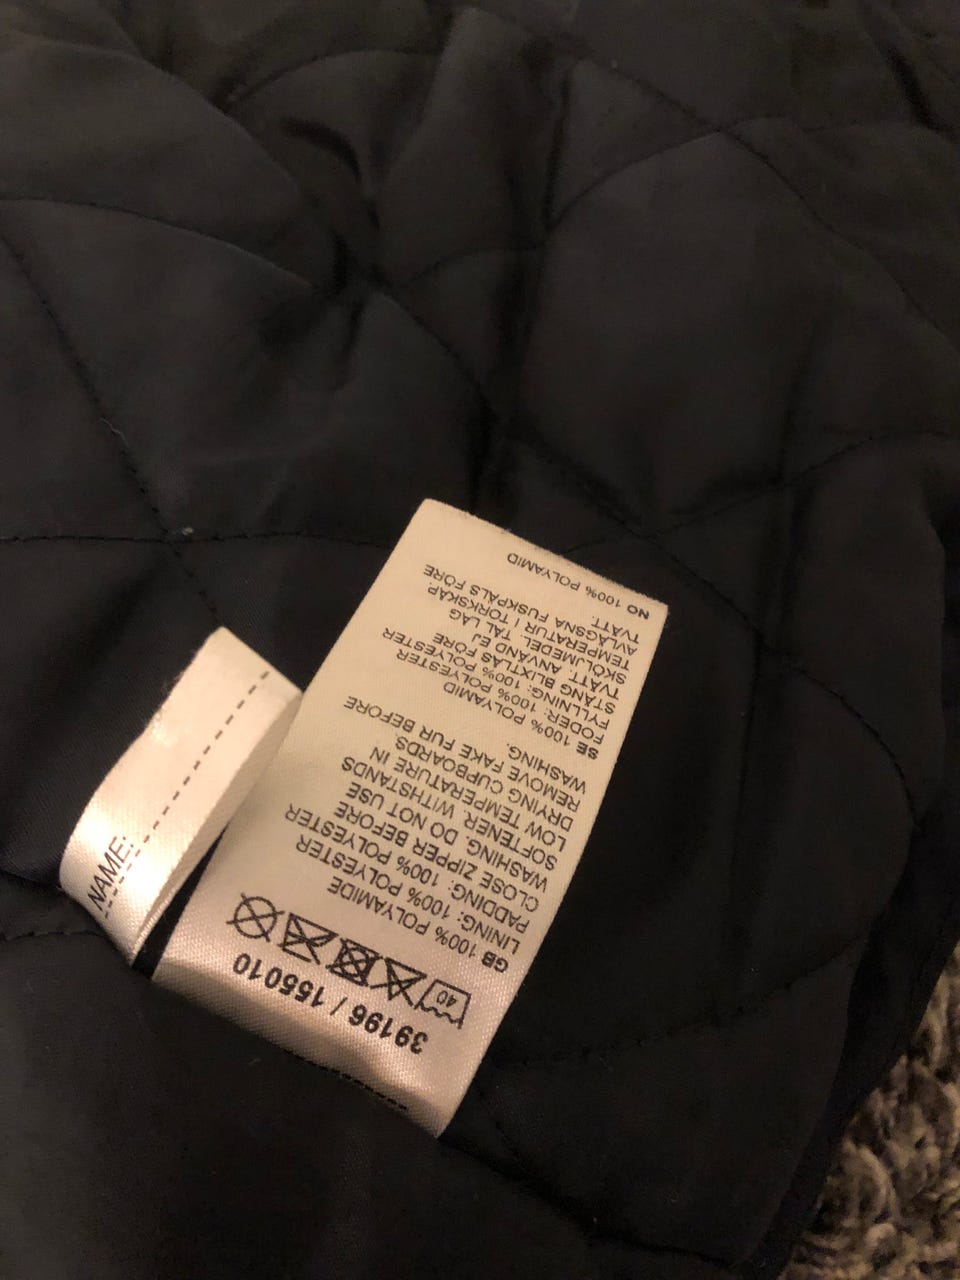 39196 / 155010
40
GB 100% POLYAMIDE
LINING: 100% POLYESTER
PADDING: 100% POLYESTER
CLOSE ZIPPER BEFORE
WASHING. DO NOT USE
SOFTENER. WITHSTANDS
LOW TEMPERATURE IN
DRYING CUPBOARDS.
REMOVE FAKE FUR BEFORE
WASHING.
SE 100% POLYAMID
FODER: 100% POLYESTER
FYLLNER: 100% POLYESTER
STÄNG BLIXTLÅS FÖRE
TVÄTT. ANVÄND EJ
SKÖLJMEDEL. TÅL LÅG
TEMPERATUR I TORKSKÅP.
AVLÄGSNA FUSKPÄLS FÖRE
TVÄTT.
NO 100% POLYAMID
NAME: